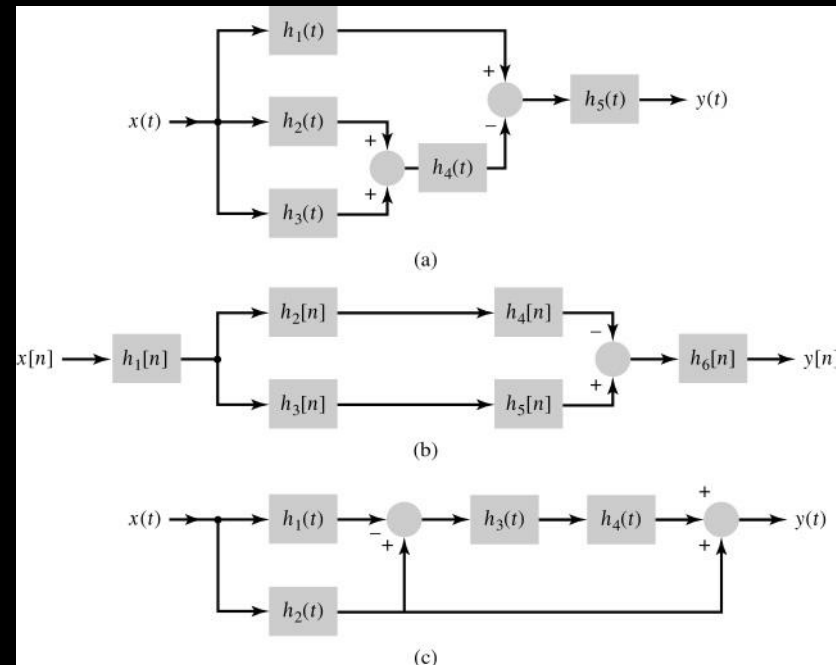 h1(t)
+
x(t)
h2(t)
+
−
h5(t)
y(t)
h4(t)
+
h3(t)
(a)
h2[n]
h4[n]
−
x[n]
h1[n]
h6[n]
y[n]
+
h3[n]
h5[n]
(b)
+
x(t)
h1(t)
−
+
h3(t)
h4(t)
y(t)
+
h2(t)
(c)